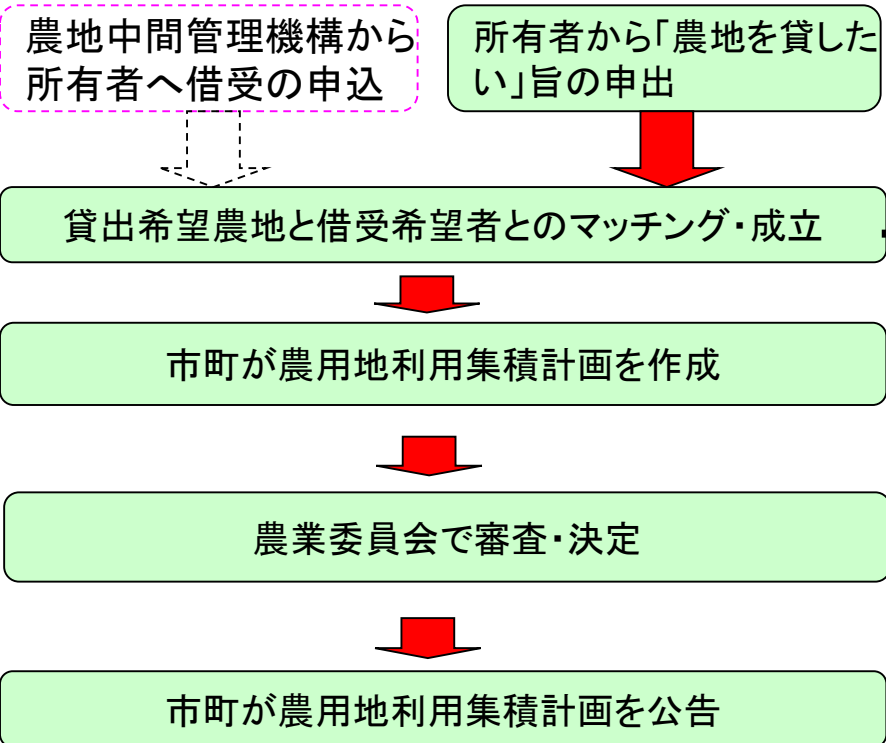 農地中間管理機構から
所有者へ借受の申込
所有者から「農地を貸した
い」旨の申出
貸出希望農地と借受希望者とのマッチング・成立
市町が農用地利用集積計画を作成
農業委員会で審査・決定
市町が農用地利用集積計画を公告